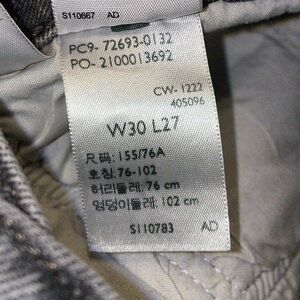 S110667 AD
PC9- 72693-0132
PO- 2100013692
CW-1222
405096
W30 L27
尺码: 155/76A
호칭: 76-102
허리둘레: 76 cm
엉덩이둘레: 102 cm
S110783 AD